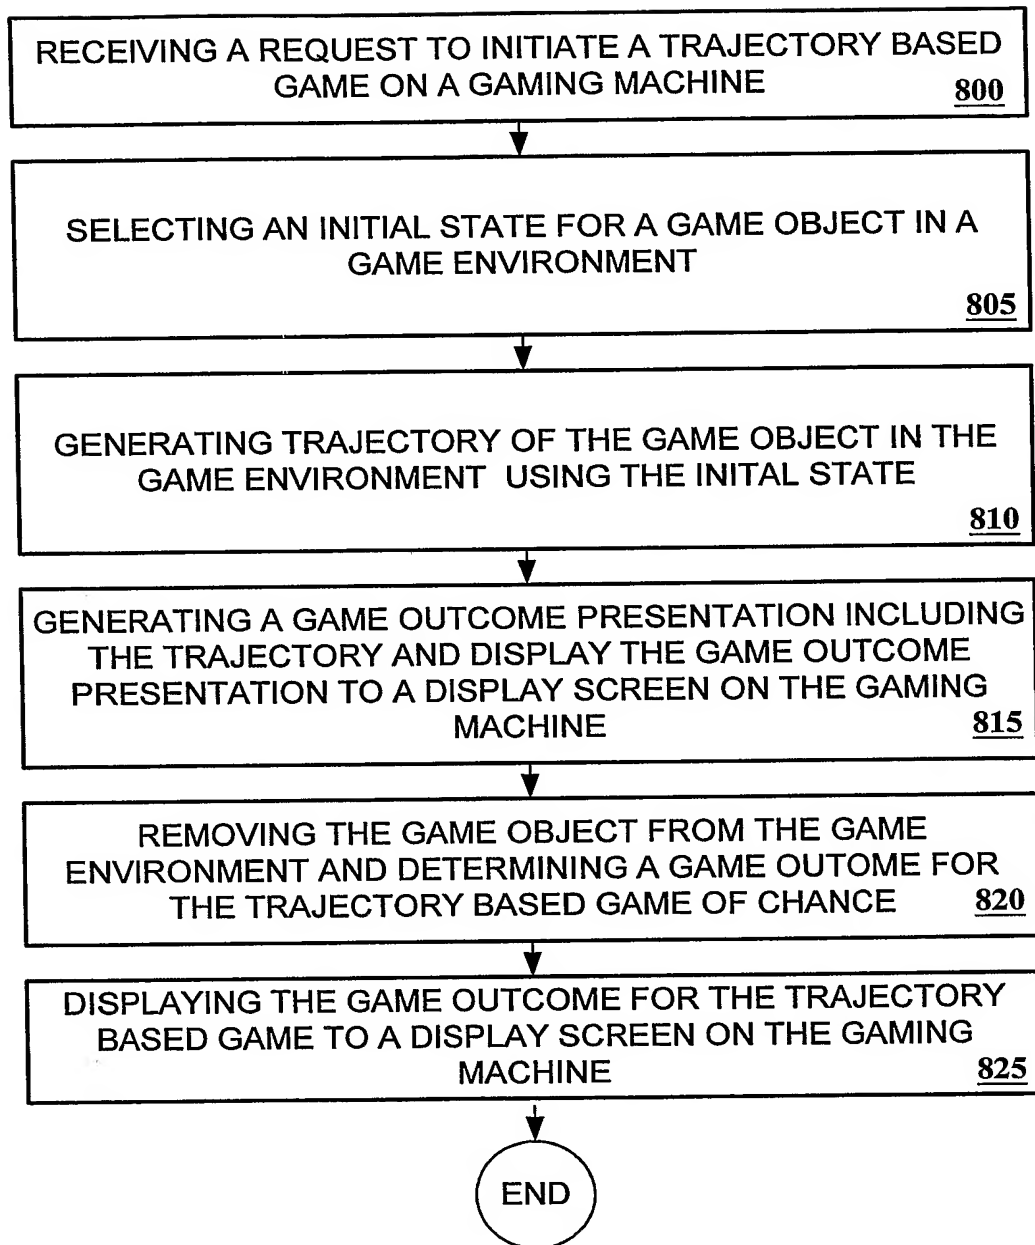 RECEIVING A REQUEST TO INITIATE A TRAJECTORY BASED
GAME ON A GAMING MACHINE 800
SELECTING AN INITIAL STATE FOR A GAME OBJECT IN A
GAME ENVIRONMENT
805
GENERATING TRAJECTORY OF THE GAME OBJECT IN THE
GAME ENVIRONMENT USING THE INITAL STATE
810
GENERATING A GAME OUTCOME PRESENTATION INCLUDING
THE TRAJECTORY AND DISPLAY THE GAME OUTCOME
PRESENTATION TO A DISPLAY SCREEN ON THE GAMING
MACHINE 815
REMOVING THE GAME OBJECT FROM THE GAME
ENVIRONMENT AND DETERMINING A GAME OUTOME FOR
THE TRAJECTORY BASED GAME OF CHANCE 820
DISPLAYING THE GAME OUTCOME FOR THE TRAJECTORY
BASED GAME TO A DISPLAY SCREEN ON THE GAMING
MACHINE 825
END